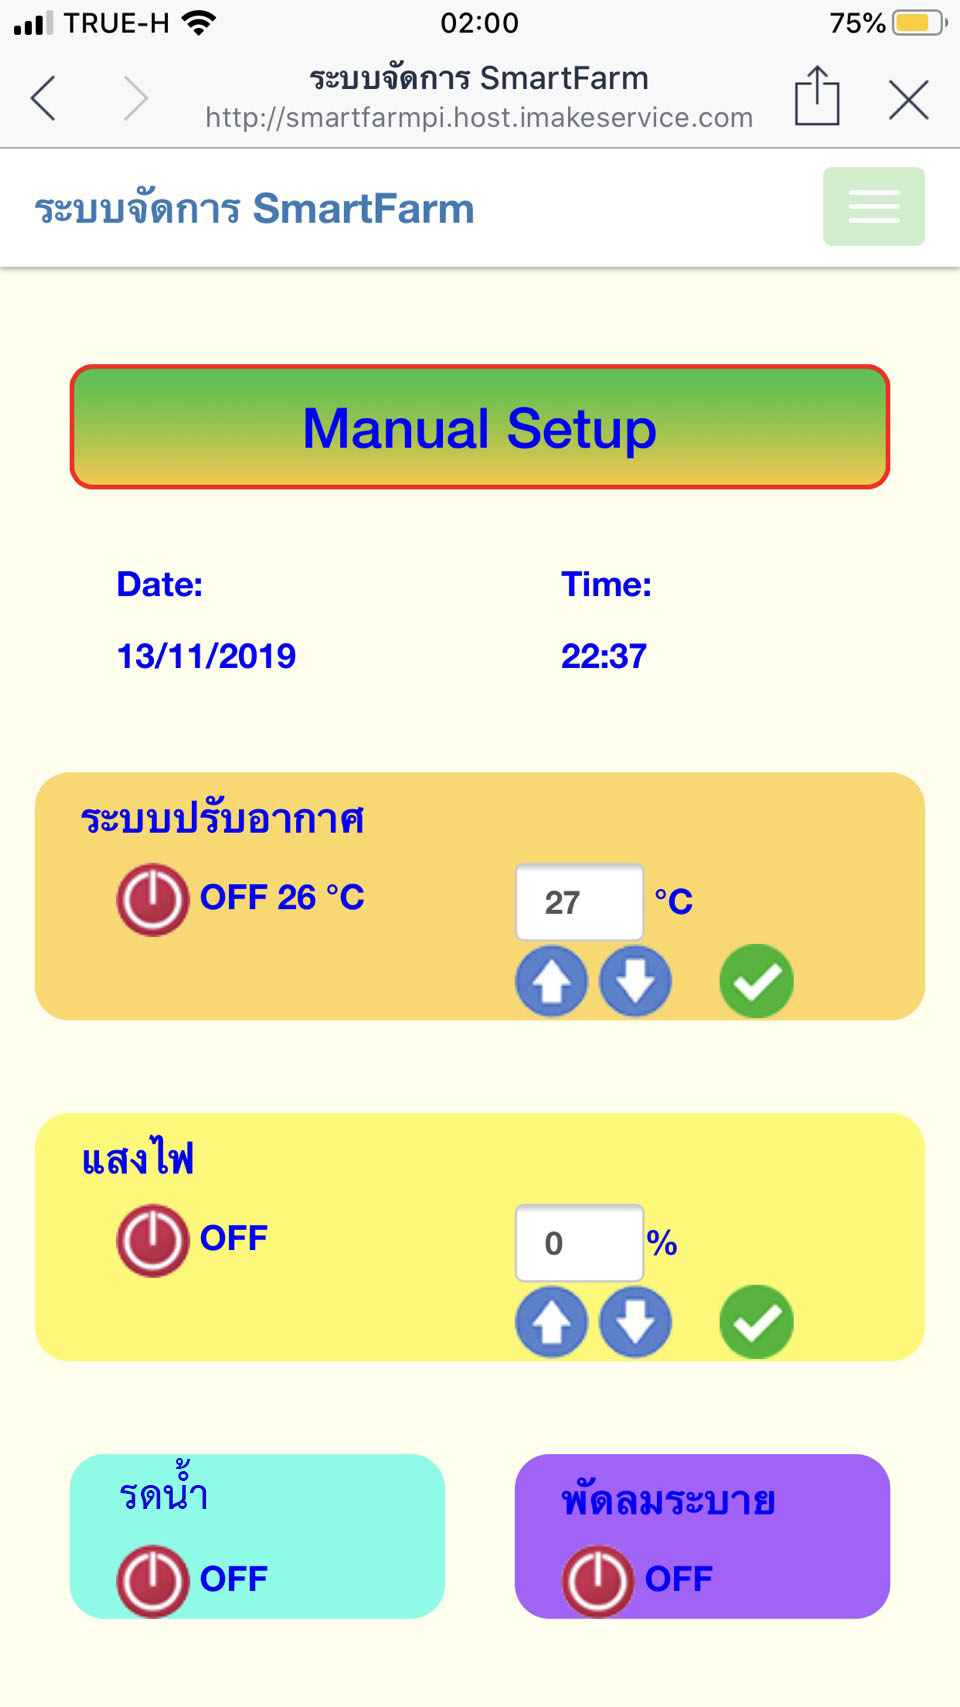 TRUE-H 02:00 75%
ระบบจัดการ SmartFarm
http://smartfarmpi.host.imakeservice.com
ระบบจัดการ SmartFarm
Manual Setup
Date: Time:
13/11/2019 22:37
ระบบปรับอากาศ
OFF 26 °C 27 °C
แสงไฟ
OFF 0 %
รดน้ำ พัดลมระบาย
OFF OFF